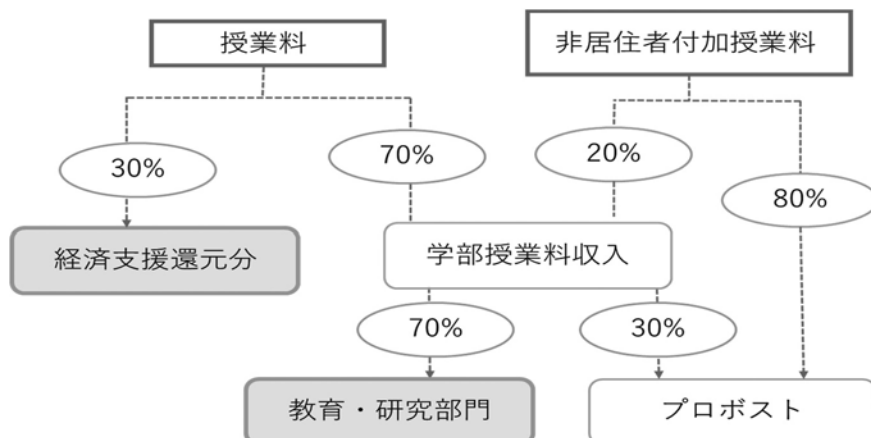 授業料
非居住者付加授業料
30%
70%
20%
80%
経済支援還元分
学部授業料収入
70%
30%
教育・研究部門
プロボスト